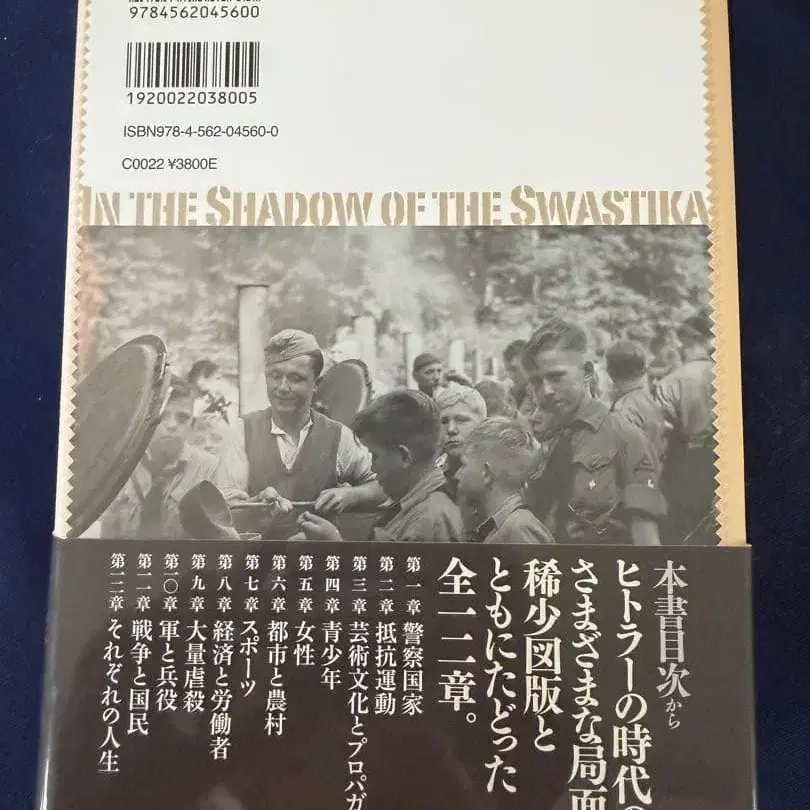 9784562045600
1920022038005
ISBN978-4-562-04560-0
C0022 ¥3800E
IN THE SHADOW OF THE SWASTIKA
本書目次から
ヒトラーの時代の
さまざまな局面
稀少図版と
ともにたどった
全一二章。
第一章 警察国家
第二章 抵抗運動
第三章 芸術文化とプロパガ
第四章 青少年
第五章 女性
第六章 都市と農村
第七章 スポーツ
第八章 経済と労働者
第九章 大量虐殺
第一〇章 軍と兵役
第一一章 戦争と国民
第一二章 それぞれの人生